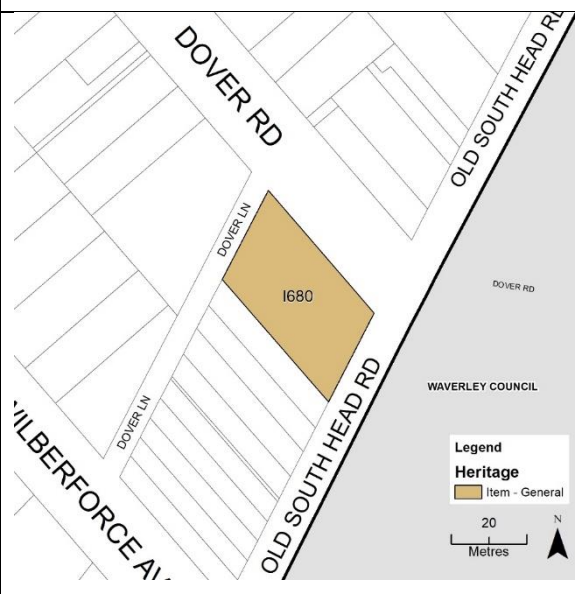 DOVER RD
OLD SOUTH HEAD RD
DOVER LN
I680
DOVER RD
WAVERLEY COUNCIL
DOVER LN
OLD SOUTH HEAD RD
WILBERFORCE AV
Legend
Heritage
Item - General
20
Metres
N